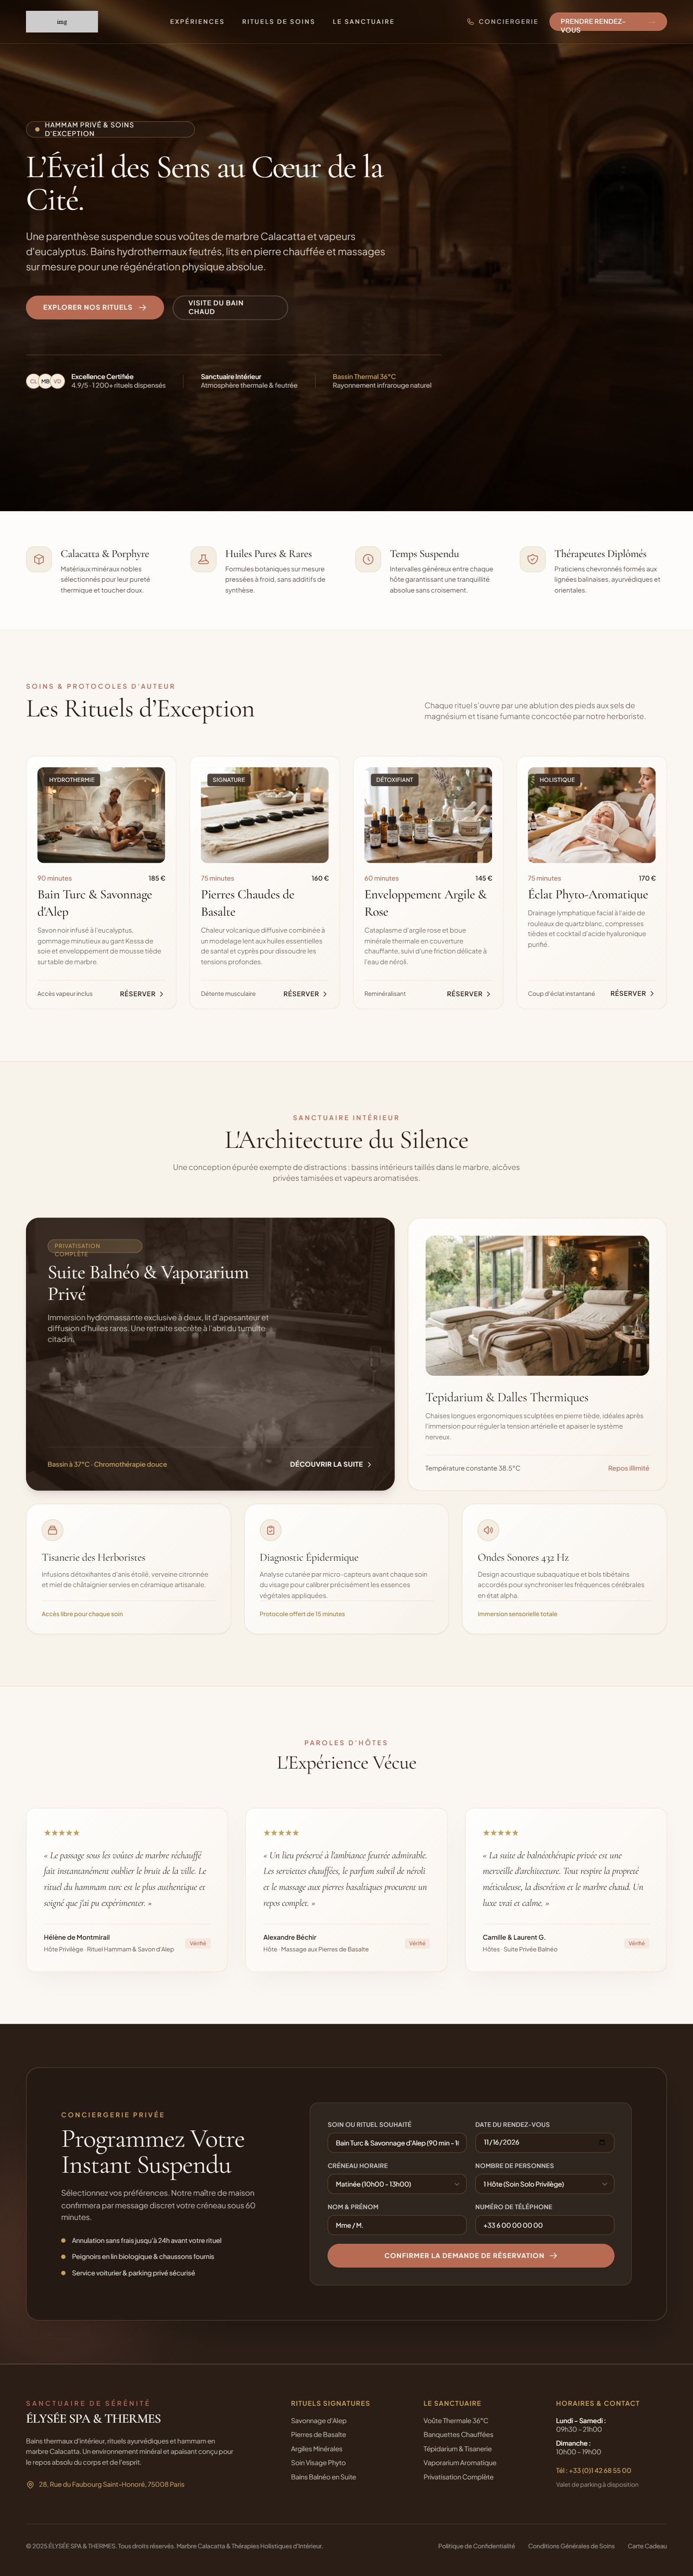 img
EXPÉRIENCES
RITUELS DE SOINS
LE SANCTUAIRE
CONCIERGERIE
PRENDRE RENDEZ-
VOUS
HAMMAM PRIVÉ & SOINS
D'EXCEPTION
L'Éveil des Sens au Cœur de la
Cité.
Une parenthèse suspendue sous voûtes de marbre Calacatta et vapeurs
d'eucalyptus. Bains hydrothermaux feutrés, lits en pierre chauffée et massages
sur mesure pour une régénération physique absolue.
EXPLORER NOS RITUELS
VISITE DU BAIN
CHAUD
CL MB VD
Excellence Certifiée
4.9/5 · 1 200+ rituels dispensés
Sanctuaire Intérieur
Atmosphère thermale & feutrée
Bassin Thermal 36°C
Rayonnement infrarouge naturel
Calacatta & Porphyre
Matériaux minéraux nobles
sélectionnés pour leur pureté
thermique et toucher doux.
Huiles Pures & Rares
Formules botaniques sur mesure
pressées à froid, sans additifs de
synthèse.
Temps Suspendu
Intervalles généreux entre chaque
hôte garantissant une tranquillité
absolue sans croisement.
Thérapeutes Diplômés
Praticiens chevronnés formés aux
lignées balinaises, ayurvédiques et
orientales.
SOINS & PROTOCOLES D'AUTEUR
Les Rituels d'Exception
Chaque rituel s'ouvre par une ablution des pieds aux sels de
magnésium et tisane fumante concoctée par notre herboriste.
HYDROTHERMIE
90 minutes
185 €
Bain Turc & Savonnage
d'Alep
Savon noir infusé à l'eucalyptus,
gommage minutieux au gant Kessa de
soie et enveloppement de mousse tiède
sur table de marbre.
Accès vapeur inclus
RÉSERVER
SIGNATURE
75 minutes
160 €
Pierres Chaudes de
Basalte
Chaleur volcanique diffusive combinée à
un modelage lent aux huiles essentielles
de santal et cyprès pour dissoudre les
tensions profondes.
Détente musculaire
RÉSERVER
DÉTOXIFIANT
60 minutes
145 €
Enveloppement Argile &
Rose
Cataplasme d'argile rose et boue
minérale thermale en couverture
chauffante, suivi d'une friction délicate à
l'eau de néroli.
Reminéralisant
RÉSERVER
HOLISTIQUE
75 minutes
170 €
Éclat Phyto-Aromatique
Drainage lymphatique facial à l'aide de
rouleaux de quartz blanc, compresses
tièdes et cocktail d'acide hyaluronique
purifié.
Coup d'éclat instantané
RÉSERVER
SANCTUAIRE INTÉRIEUR
L'Architecture du Silence
Une conception épurée exempte de distractions : bassins intérieurs taillés dans le marbre, alcôves
privées tamisées et vapeurs aromatisées.
PRIVATISATION
COMPLÈTE
Suite Balnéo & Vaporarium
Privé
Immersion hydromassante exclusive à deux, lit d'apesanteur et
diffusion d'huiles rares. Une retraite secrète à l'abri du tumulte
citadin.
Bassin à 37°C · Chromothérapie douce
DÉCOUVRIR LA SUITE
Tepidarium & Dalles Thermiques
Chaises longues ergonomiques sculptées en pierre tiède, idéales après
l'immersion pour réguler la tension artérielle et apaiser le système
nerveux.
Température constante 38.5°C
Repos illimité
Tisanerie des Herboristes
Infusions détoxifiantes d'anis étoilé, verveine citronnée
et miel de châtaignier servies en céramique artisanale.
Accès libre pour chaque soin
Diagnostic Épidermique
Analyse cutanée par micro-capteurs avant chaque soin
du visage pour calibrer précisément les essences
végétales appliquées.
Protocole offert de 15 minutes
Ondes Sonores 432 Hz
Design acoustique subaquatique et bols tibétains
accordés pour synchroniser les fréquences cérébrales
en état alpha.
Immersion sensorielle totale
PAROLES D'HÔTES
L'Expérience Vécue
★★★★★
« Le passage sous les voûtes de marbre réchauffé
fait instantanément oublier le bruit de la ville. Le
rituel du hammam turc est le plus authentique et
soigné que j'ai pu expérimenter. »
Hélène de Montmirail
Hôte Privilège · Rituel Hammam & Savon d'Alep
Vérifié
★★★★★
« Un lieu préservé à l'ambiance feutrée admirable.
Les serviettes chauffées, le parfum subtil de néroli
et le massage aux pierres basaltiques procurent un
repos complet. »
Alexandre Béchir
Hôte · Massage aux Pierres de Basalte
Vérifié
★★★★★
« La suite de balnéothérapie privée est une
merveille d'architecture. Tout respire la propreté
méticuleuse, la discrétion et le marbre chaud. Un
luxe vrai et calme. »
Camille & Laurent G.
Hôtes · Suite Privée Balnéo
Vérifié
CONCIERGERIE PRIVÉE
Programmez Votre
Instant Suspendu
Sélectionnez vos préférences. Notre maître de maison
confirmera par message discret votre créneau sous 60
minutes.
Annulation sans frais jusqu'à 24h avant votre rituel
Peignoirs en lin biologique & chaussons fournis
Service voiturier & parking privé sécurisé
SOIN OU RITUEL SOUHAITÉ
Bain Turc & Savonnage d'Alep (90 min - 1
DATE DU RENDEZ-VOUS
11/16/2026
CRÉNEAU HORAIRE
Matinée (10h00 - 13h00)
NOMBRE DE PERSONNES
1 Hôte (Soin Solo Privilège)
NOM & PRÉNOM
Mme / M.
NUMÉRO DE TÉLÉPHONE
+33 6 00 00 00 00
CONFIRMER LA DEMANDE DE RÉSERVATION
SANCTUAIRE DE SÉRÉNITÉ
ÉLYSÉE SPA & THERMES
Bains thermaux d'intérieur, rituels ayurvédiques et hammam en
marbre Calacatta. Un environnement minéral et apaisant conçu pour
le repos absolu du corps et de l'esprit.
28, Rue du Faubourg Saint-Honoré, 75008 Paris
RITUELS SIGNATURES
Savonnage d'Alep
Pierres de Basalte
Argiles Minérales
Soin Visage Phyto
Bains Balnéo en Suite
LE SANCTUAIRE
Voûte Thermale 36°C
Banquettes Chauffées
Tépidarium & Tisanerie
Vaporarium Aromatique
Privatisation Complète
HORAIRES & CONTACT
Lundi – Samedi :
09h30 – 21h00
Dimanche :
10h00 – 19h00
Tél : +33 (0)1 42 68 55 00
Valet de parking à disposition
© 2025 ÉLYSÉE SPA & THERMES. Tous droits réservés. Marbre Calacatta & Thérapies Holistiques d'Intérieur.
Politique de Confidentialité
Conditions Générales de Soins
Carte Cadeau